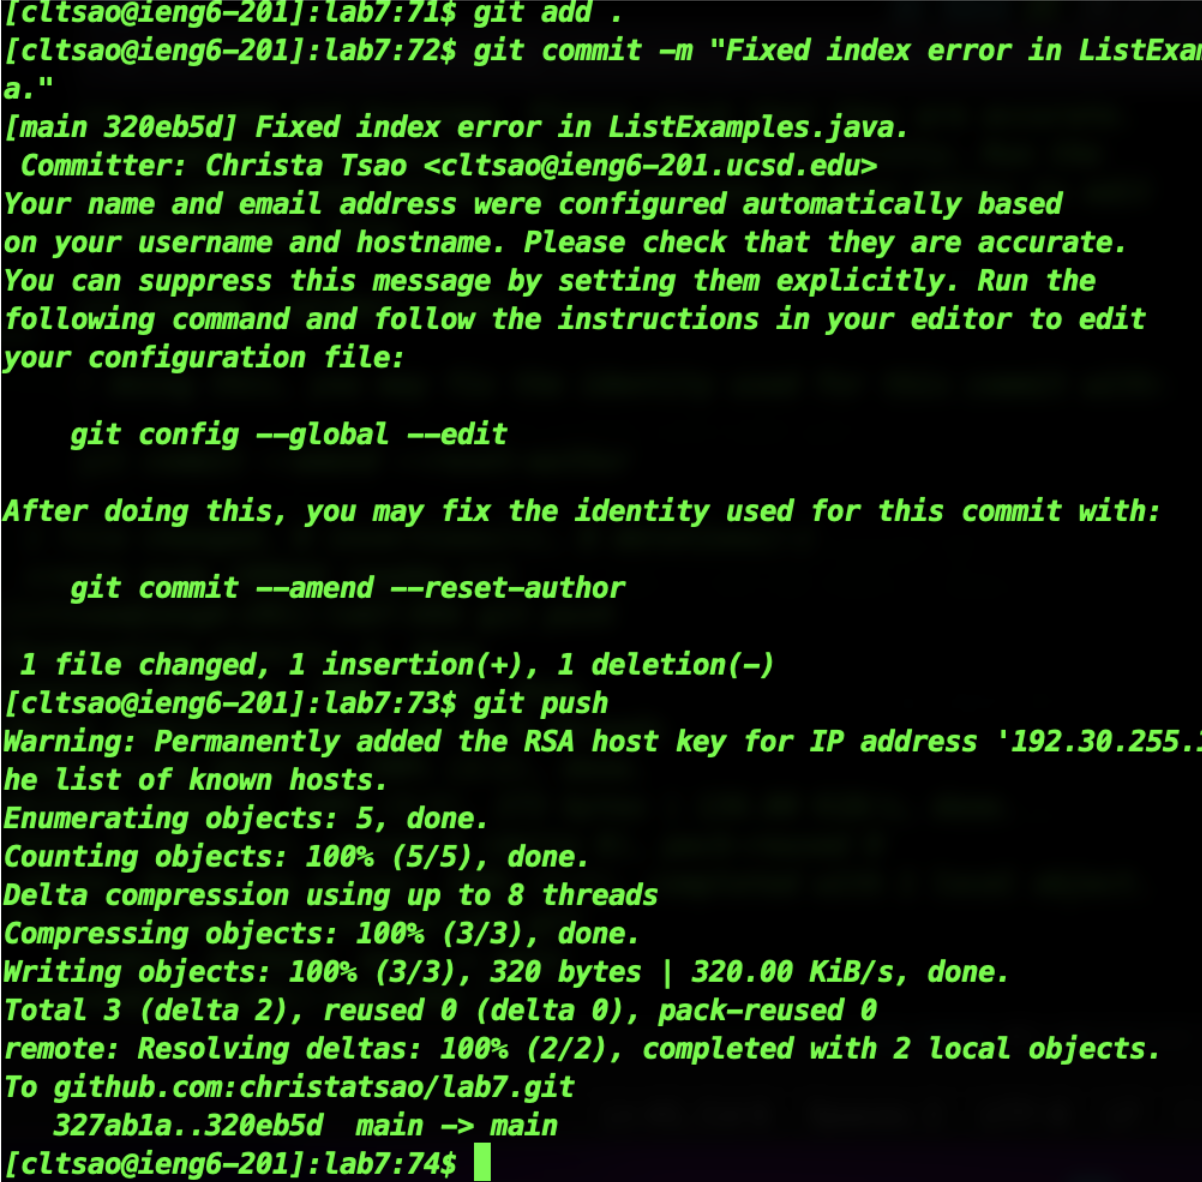 [cltsao@ieng6-201]:lab7:71$ git add .
[cltsao@ieng6-201]:lab7:72$ git commit -m "Fixed index error in ListExam
a."
[main 320eb5d] Fixed index error in ListExamples.java.
 Committer: Christa Tsao <cltsao@ieng6-201.ucsd.edu>
Your name and email address were configured automatically based
on your username and hostname. Please check that they are accurate.
You can suppress this message by setting them explicitly. Run the
following command and follow the instructions in your editor to edit
your configuration file:

    git config --global --edit

After doing this, you may fix the identity used for this commit with:

    git commit --amend --reset-author

 1 file changed, 1 insertion(+), 1 deletion(-)
[cltsao@ieng6-201]:lab7:73$ git push
Warning: Permanently added the RSA host key for IP address '192.30.255.
he list of known hosts.
Enumerating objects: 5, done.
Counting objects: 100% (5/5), done.
Delta compression using up to 8 threads
Compressing objects: 100% (3/3), done.
Writing objects: 100% (3/3), 320 bytes | 320.00 KiB/s, done.
Total 3 (delta 2), reused 0 (delta 0), pack-reused 0
remote: Resolving deltas: 100% (2/2), completed with 2 local objects.
To github.com:christatsao/lab7.git
   327ab1a..320eb5d  main -> main
[cltsao@ieng6-201]:lab7:74$